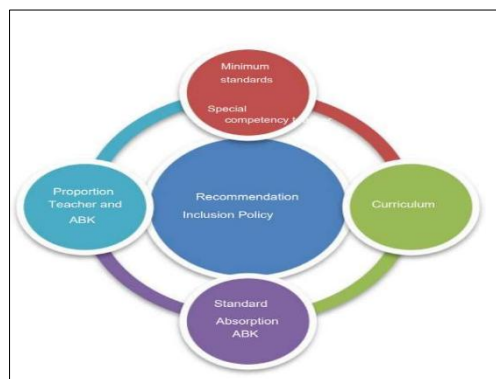 Minimum
standards
Special
competency
Proportion
Teacher and
ABK
Recommendation
Inclusion Policy
Curriculum
Standard
Absorption
ABK